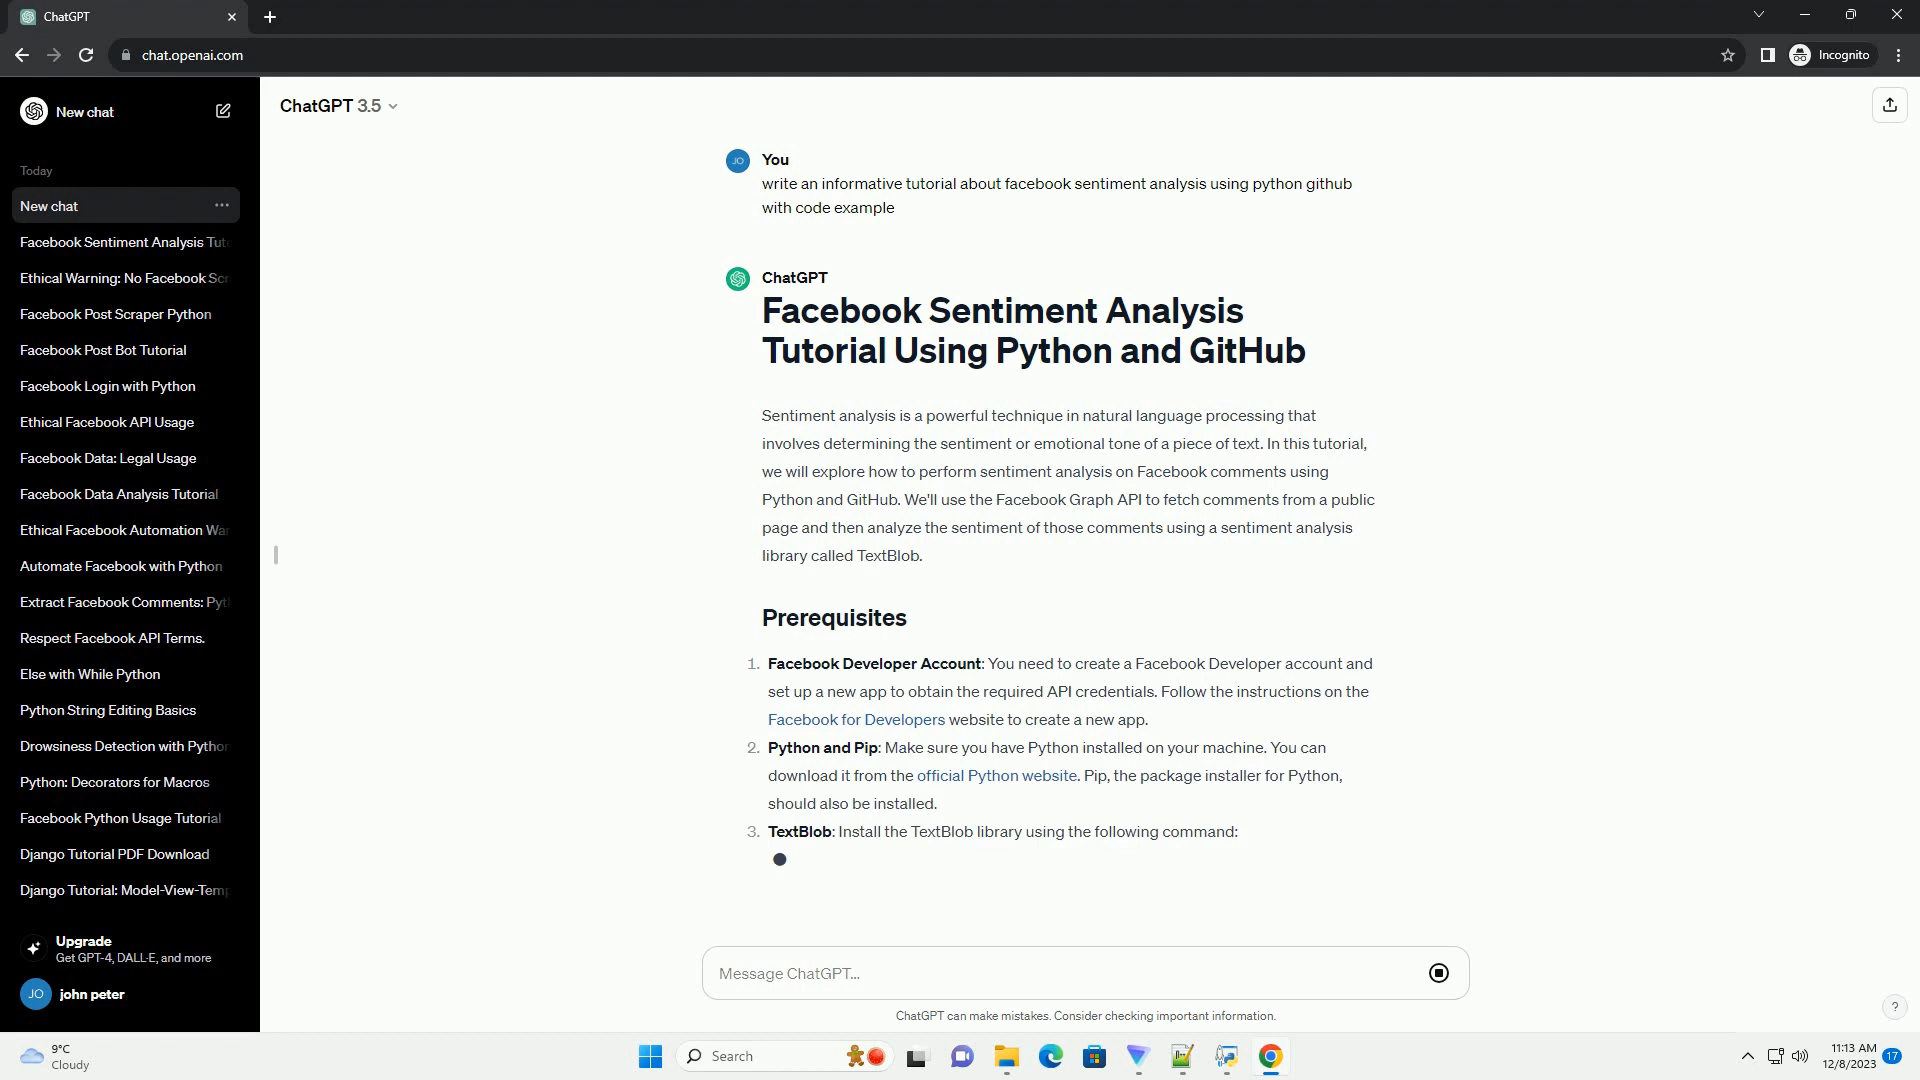 ChatGPT
chat.openai.com
Incognito
New chat
Today
New chat
Facebook Sentiment Analysis Tuto
Ethical Warning: No Facebook Scr
Facebook Post Scraper Python
Facebook Post Bot Tutorial
Facebook Login with Python
Ethical Facebook API Usage
Facebook Data: Legal Usage
Facebook Data Analysis Tutorial
Ethical Facebook Automation War
Automate Facebook with Python
Extract Facebook Comments: Pyt
Respect Facebook API Terms.
Else with While Python
Python String Editing Basics
Drowsiness Detection with Python
Python: Decorators for Macros
Facebook Python Usage Tutorial
Django Tutorial PDF Download
Django Tutorial: Model-View-Temp
Upgrade
Get GPT-4, DALL·E, and more
JO john peter
ChatGPT 3.5
JO You
write an informative tutorial about facebook sentiment analysis using python github
with code example
ChatGPT
Facebook Sentiment Analysis
Tutorial Using Python and GitHub
Sentiment analysis is a powerful technique in natural language processing that
involves determining the sentiment or emotional tone of a piece of text. In this tutorial,
we will explore how to perform sentiment analysis on Facebook comments using
Python and GitHub. We'll use the Facebook Graph API to fetch comments from a public
page and then analyze the sentiment of those comments using a sentiment analysis
library called TextBlob.
Prerequisites
1. Facebook Developer Account: You need to create a Facebook Developer account and
set up a new app to obtain the required API credentials. Follow the instructions on the
Facebook for Developers website to create a new app.
2. Python and Pip: Make sure you have Python installed on your machine. You can
download it from the official Python website. Pip, the package installer for Python,
should also be installed.
3. TextBlob: Install the TextBlob library using the following command:
Message ChatGPT...
ChatGPT can make mistakes. Consider checking important information.
?
9°C
Cloudy
Search
11:13 AM
12/8/2023
17